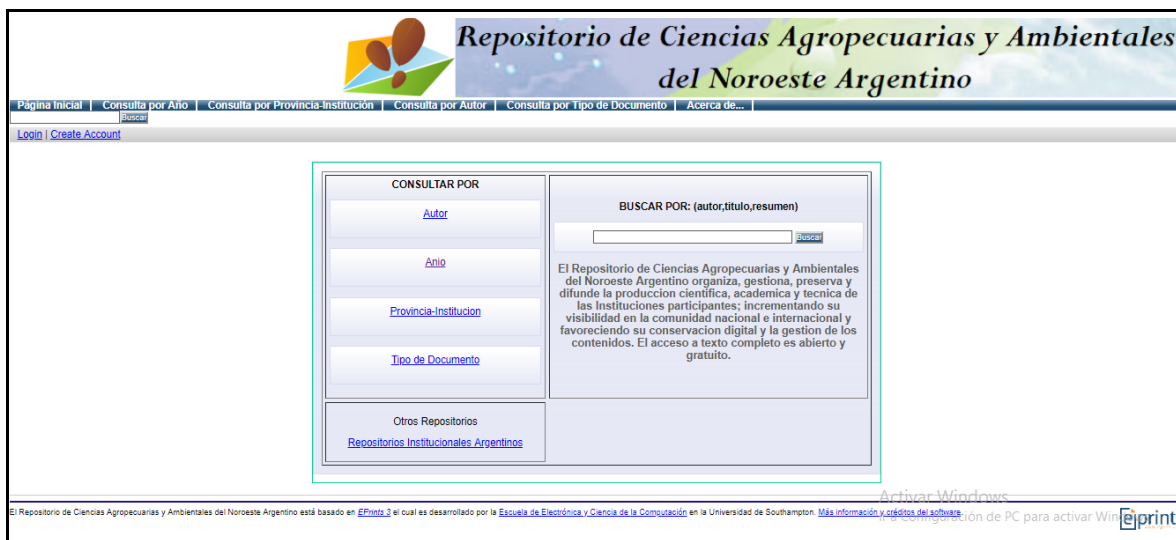 Repositorio de Ciencias Agropecuarias y Ambientales
del Noroeste Argentino
Página Inicial | Consulta por Año | Consulta por Provincia-Institución | Consulta por Autor | Consulta por Tipo de Documento | Acerca de... |
Buscar
Login | Create Account
CONSULTAR POR
Autor
Anio
Provincia-Institucion
Tipo de Documento
BUSCAR POR: (autor,titulo,resumen)
Buscar
El Repositorio de Ciencias Agropecuarias y Ambientales
del Noroeste Argentino organiza, gestiona, preserva y
difunde la produccion cientifica, academica y tecnica de
las Instituciones participantes; incrementando su
visibilidad en la comunidad nacional e internacional y
favoreciendo su conservacion digital y la gestion de los
contenidos. El acceso a texto completo es abierto y
gratuito.
Otros Repositorios
Repositorios Institucionales Argentinos
Activar Windows
El Repositorio de Ciencias Agropecuarias y Ambientales del Noroeste Argentino está basado en EPrints 3 el cual es desarrollado por la Escuela de Electrónica y Ciencia de la Computación en la Universidad de Southampton. Más información y créditos del software.
Ir a Configuración de PC para activar Win
eprint